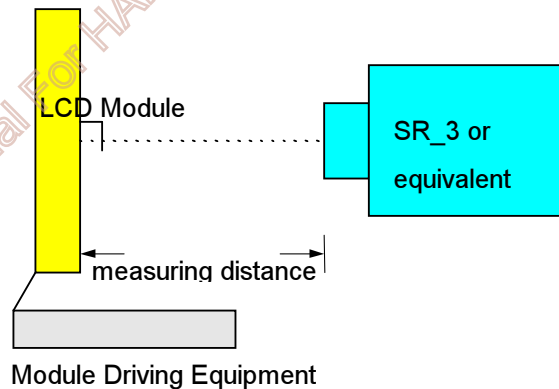 LCD Module
SR_3 or
equivalent
measuring distance
Module Driving Equipment